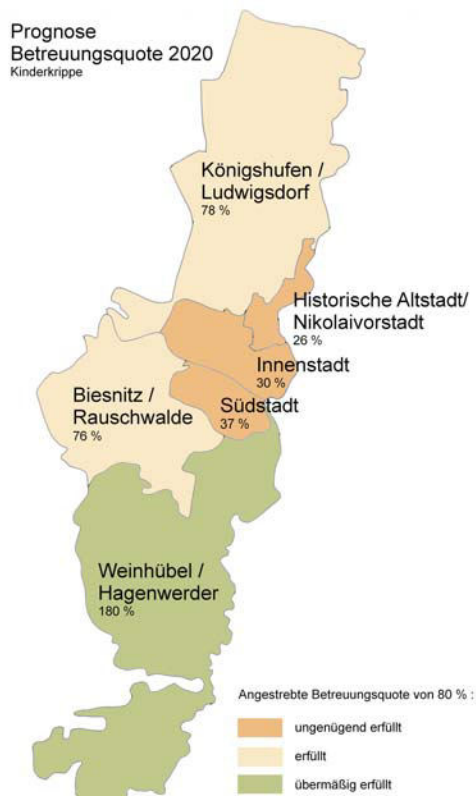 Prognose
Betreuungsquote 2020
Kinderkrippe
Königshufen /
Ludwigsdorf
78 %
Historische Altstadt/
Nikolaivorstadt
26 %
Innenstadt
30 %
Biesnitz /
Rauschwalde
76 %
Südstadt
37 %
Weinhübel /
Hagenwerder
180 %
Angestrebte Betreuungsquote von 80 % :
ungenügend erfüllt
erfüllt
übermäßig erfüllt